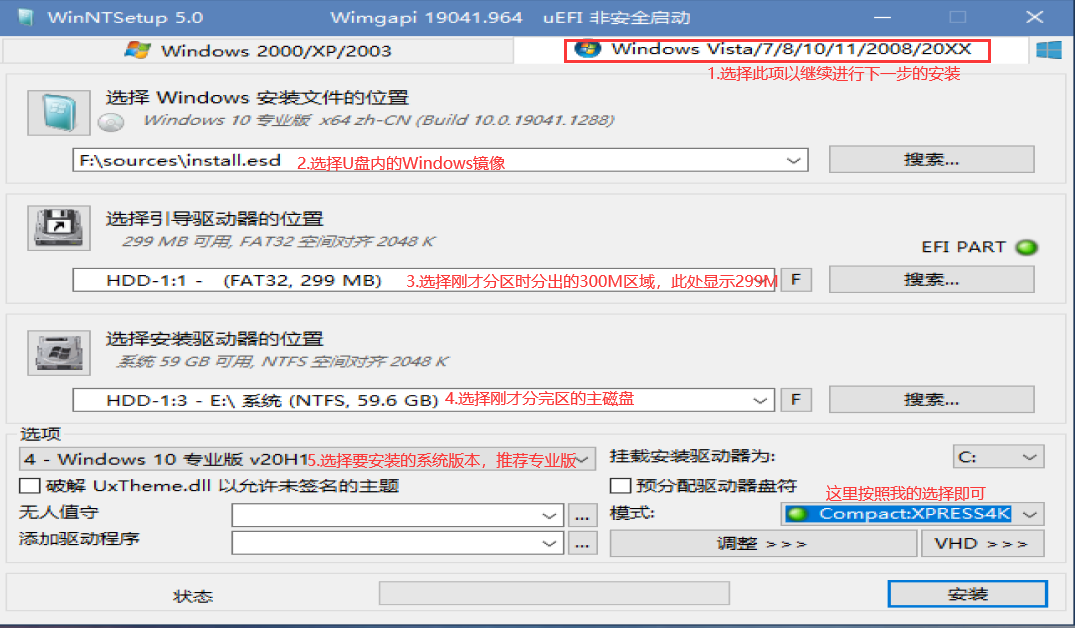 WinNTSetup 5.0 Wimgapi 19041.964 uEFI 非安全启动
Windows 2000/XP/2003 Windows Vista/7/8/10/11/2008/20XX
1.选择此项以继续进行下一步的安装
选择 Windows 安装文件的位置
Windows 10 专业版 x64 zh-CN (Build 10.0.19041.1288)
F:\sources\install.esd 2.选择U盘内的Windows镜像 搜索...
选择引导驱动器的位置
299 MB 可用, FAT32 空间对齐 2048 K
EFI PART
HDD-1:1 - (FAT32, 299 MB) 3.选择刚才分区时分出的300M区域，此处显示299M F 搜索...
选择安装驱动器的位置
系统 59 GB 可用, NTFS 空间对齐 2048 K
HDD-1:3 - E:\ 系统 (NTFS, 59.6 GB) 4.选择刚才分完区的主磁盘 F 搜索...
选项
4 - Windows 10 专业版 v20H1 5.选择要安装的系统版本，推荐专业版 挂载安装驱动器为: C:
破解 UxTheme.dll 以允许未签名的主题 预分配驱动器盘符
这里按照我的选择即可
无人值守 ... 模式: Compact:XPRESS4K
添加驱动程序 ... 调整 >>> VHD >>>
状态 安装